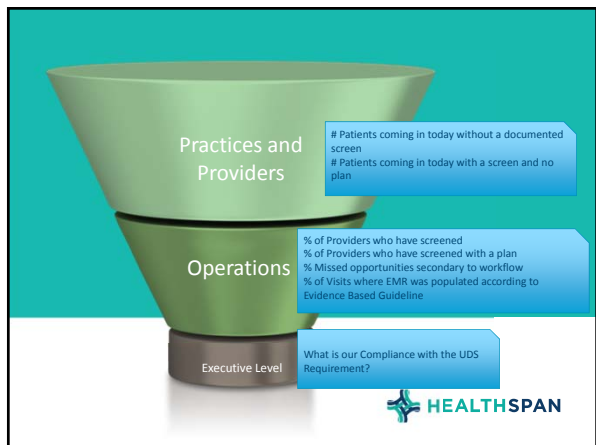 Practices and
Providers
# Patients coming in today without a documented
screen
# Patients coming in today with a screen and no
plan
Operations
% of Providers who have screened
% of Providers who have screened with a plan
% Missed opportunities secondary to workflow
% of Visits where EMR was populated according to
Evidence Based Guideline
Executive Level
What is our Compliance with the UDS
Requirement?
HEALTHSPAN